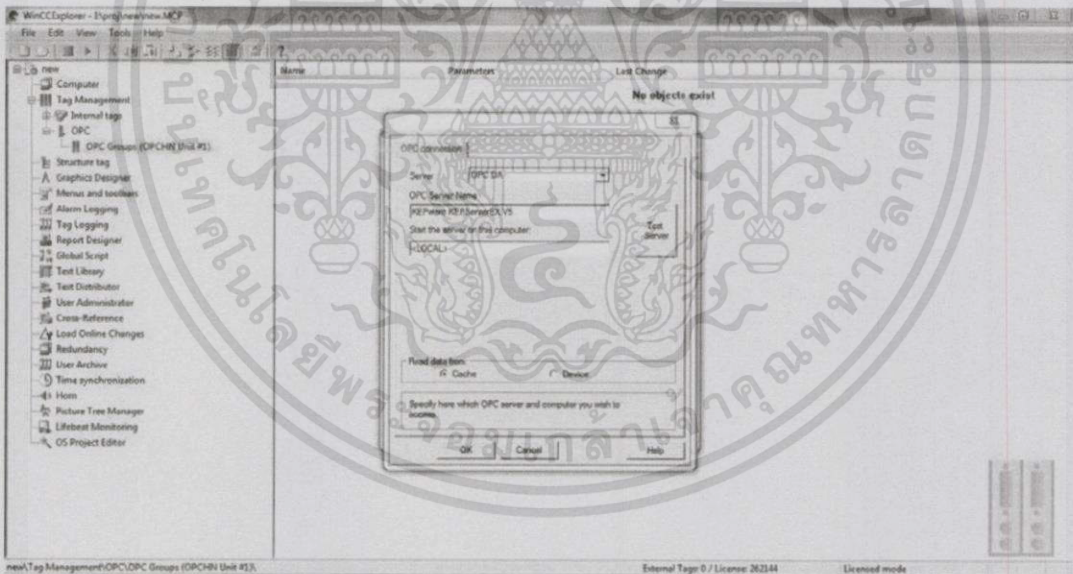 WinCCExplorer - I:\proj\new\new.MCP
File Edit View Tools Help
new
Computer
Tag Management
Internal tags
OPC
OPC Groups (OPCHN Unit #1)
Structure tag
Graphics Designer
Menus and toolbars
Alarm Logging
Tag Logging
Report Designer
Global Script
Text Library
Text Distributor
User Administrator
Cross-Reference
Load Online Changes
Redundancy
User Archive
Time synchronization
Horn
Picture Tree Manager
Lifebeat Monitoring
OS Project Editor
Name Parameters Last Change
No objects exist
OPC connection
Server OPC DA
OPC Server Name
KEPware.KEPServerEX.V5
Start the server on this computer:
<LOCAL>
Test Server
Read data from
Cache Device
Specify here which OPC server and computer you wish to access.
OK Cancel Help
new\Tag Management\OPC\OPC Groups (OPCHN Unit #1)\ External Tags: 0 / License: 262144 Licensed mode